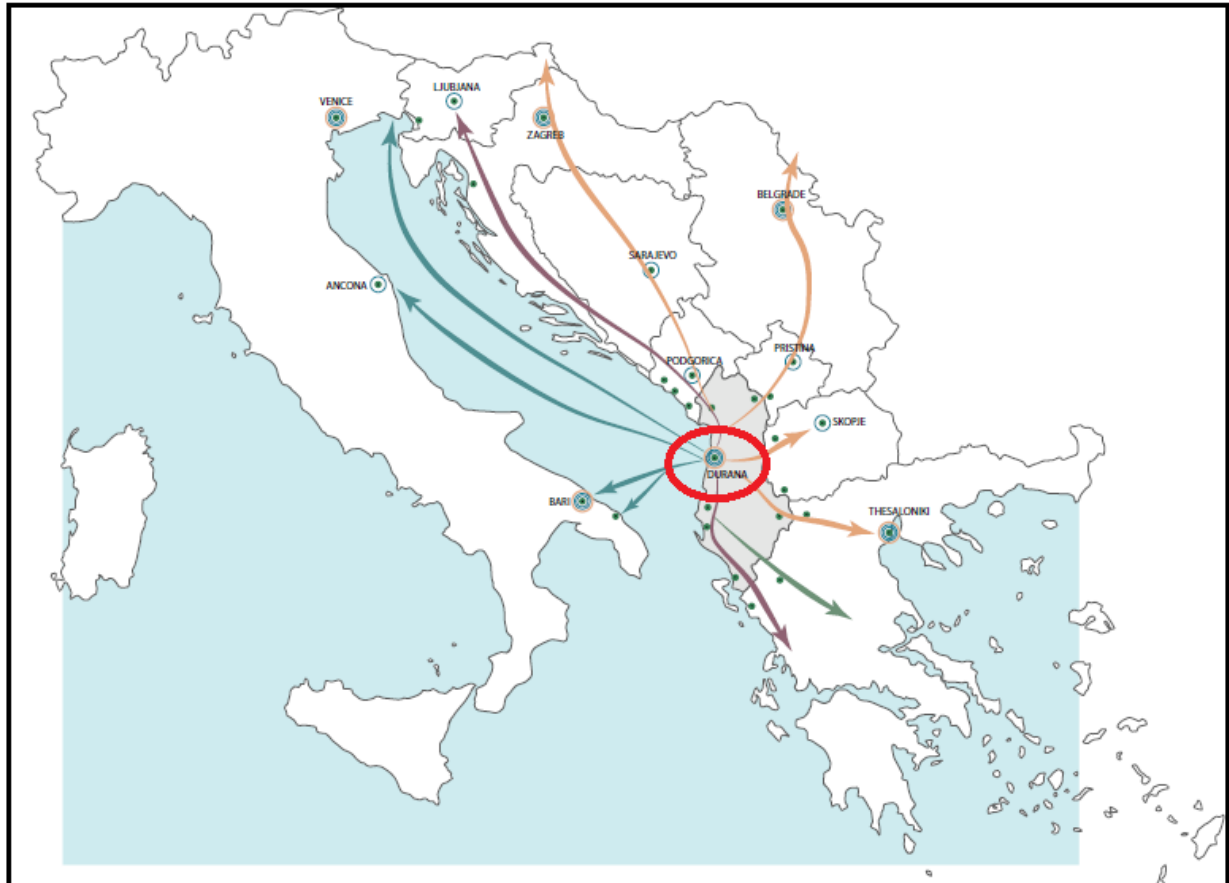 LJUBJANA
VENICE
ZAGREB
BELGRADE
SARAJEVO
ANCONA
PRISTINA
PODGORICA
SKOPJE
DURANA
BARI
THESALONIKI